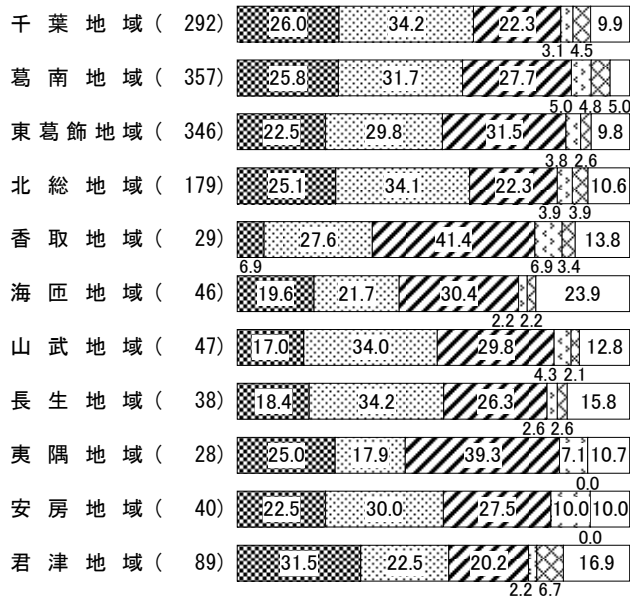 千葉地域( 292) 26.0 34.2 22.3 9.9
3.1 4.5
葛南地域( 357) 25.8 31.7 27.7
5.0 4.8 5.0
東葛飾地域( 346) 22.5 29.8 31.5 9.8
3.8 2.6
北総地域( 179) 25.1 34.1 22.3 10.6
3.9 3.9
香取地域( 29) 27.6 41.4 13.8
6.9 6.9 3.4
海匝地域( 46) 19.6 21.7 30.4 23.9
2.2 2.2
山武地域( 47) 17.0 34.0 29.8 12.8
4.3 2.1
長生地域( 38) 18.4 34.2 26.3 15.8
2.6 2.6
夷隅地域( 28) 25.0 17.9 39.3 7.1 10.7
0.0
安房地域( 40) 22.5 30.0 27.5 10.0 10.0
0.0
君津地域( 89) 31.5 22.5 20.2 16.9
2.2 6.7